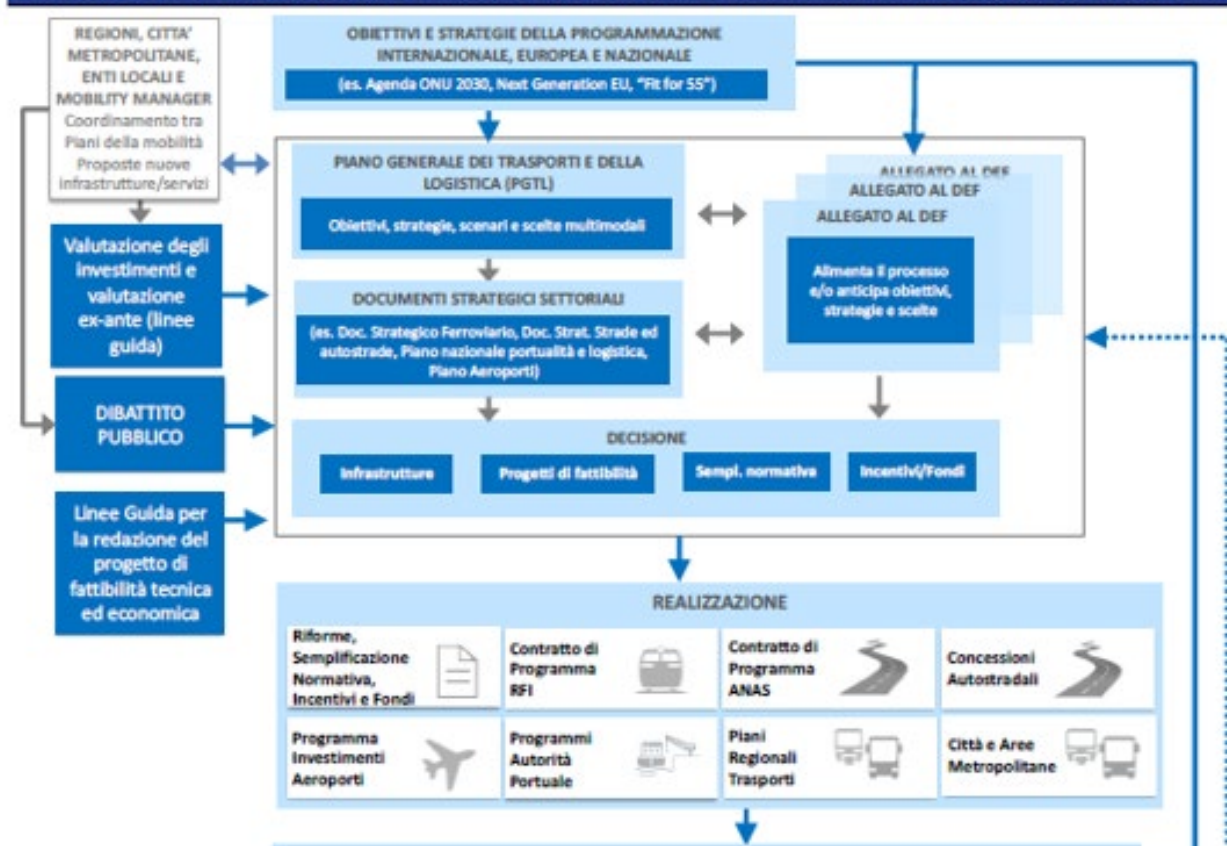 REGIONI, CITTA'
METROPOLITANE,
ENTI LOCALI E
MOBILITY MANAGER
Coordinamento tra
Piani della mobilità
Proposte nuove
infrastrutture/servizi
OBIETTIVI E STRATEGIE DELLA PROGRAMMAZIONE
INTERNAZIONALE, EUROPEA E NAZIONALE
(es. Agenda ONU 2030, Next Generation EU, "Fit for 55")
PIANO GENERALE DEI TRASPORTI E DELLA
LOGISTICA (PGTL)
Obiettivi, strategie, scenari e scelte multimodali
ALLEGATO AL DEF
ALLEGATO AL DEF
ALLEGATO AL DEF
Alimenta il processo
e/o anticipa obiettivi,
strategie e scelte
Valutazione degli
investimenti e
valutazione
ex-ante (linee
guida)
DOCUMENTI STRATEGICI SETTORIALI
(es. Doc. Strategico Ferroviario, Doc. Strat. Strade ed
autostrade, Piano nazionale portualità e logistica,
Piano Aeroporti)
DIBATTITO
PUBBLICO
DECISIONE
Infrastrutture
Progetti di fattibilità
Sempl. normativa
Incentivi/Fondi
Linee Guida per
la redazione del
progetto di
fattibilità tecnica
ed economica
REALIZZAZIONE
Riforme,
Semplificazione
Normativa,
Incentivi e Fondi
Contratto di
Programma
RFI
Contratto di
Programma
ANAS
Concessioni
Autostradali
Programma
Investimenti
Aeroporti
Programmi
Autorità
Portuale
Piani
Regionali
Trasporti
Città e Aree
Metropolitane